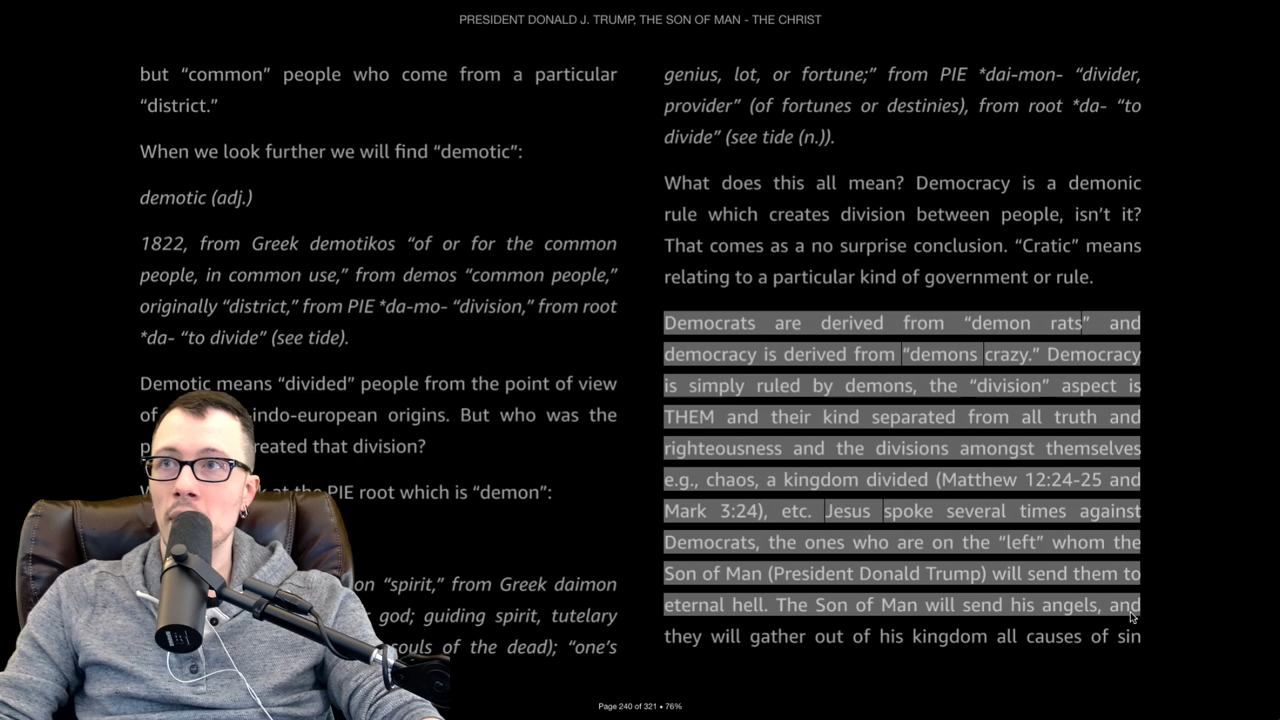 PRESIDENT DONALD J. TRUMP, THE SON OF MAN - THE CHRIST
but “common” people who come from a particular
“district.”
When we look further we will find “demotic”:
demotic (adj.)
1822, from Greek demotikos “of or for the common
people, in common use,” from demos “common people,”
originally “district,” from PIE *da-mo- “division,” from root
*da- “to divide” (see tide).
Demotic means “divided” people from the point of view
of indo-european origins. But who was the
created that division?
at the PIE root which is “demon”:
“spirit,” from Greek daimon
god; guiding spirit, tutelary
souls of the dead); “one’s
genius, lot, or fortune;” from PIE *dai-mon- “divider,
provider” (of fortunes or destinies), from root *da- “to
divide” (see tide (n.)).
What does this all mean? Democracy is a demonic
rule which creates division between people, isn’t it?
That comes as a no surprise conclusion. “Cratic” means
relating to a particular kind of government or rule.
Democrats are derived from “demon rats” and
democracy is derived from “demons crazy.” Democracy
is simply ruled by demons, the “division” aspect is
THEM and their kind separated from all truth and
righteousness and the divisions amongst themselves
e.g., chaos, a kingdom divided (Matthew 12:24-25 and
Mark 3:24), etc. Jesus spoke several times against
Democrats, the ones who are on the “left” whom the
Son of Man (President Donald Trump) will send them to
eternal hell. The Son of Man will send his angels, and
they will gather out of his kingdom all causes of sin
Page 240 of 321 • 76%